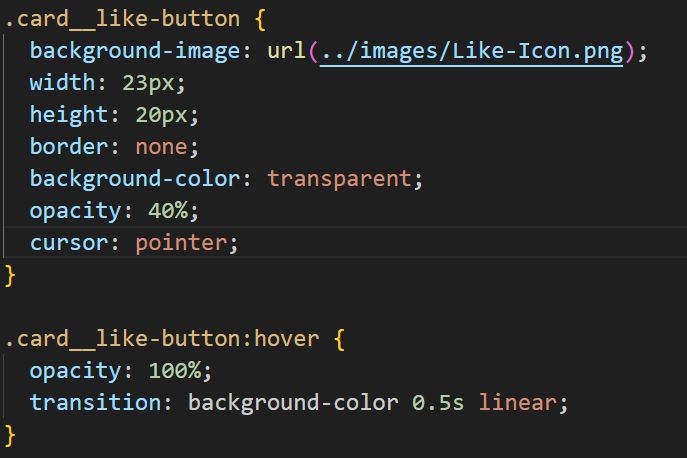 .card__like-button {
  background-image: url(../images/Like-Icon.png);
  width: 23px;
  height: 20px;
  border: none;
  background-color: transparent;
  opacity: 40%;
  cursor: pointer;
}
.card__like-button:hover {
  opacity: 100%;
  transition: background-color 0.5s linear;
}